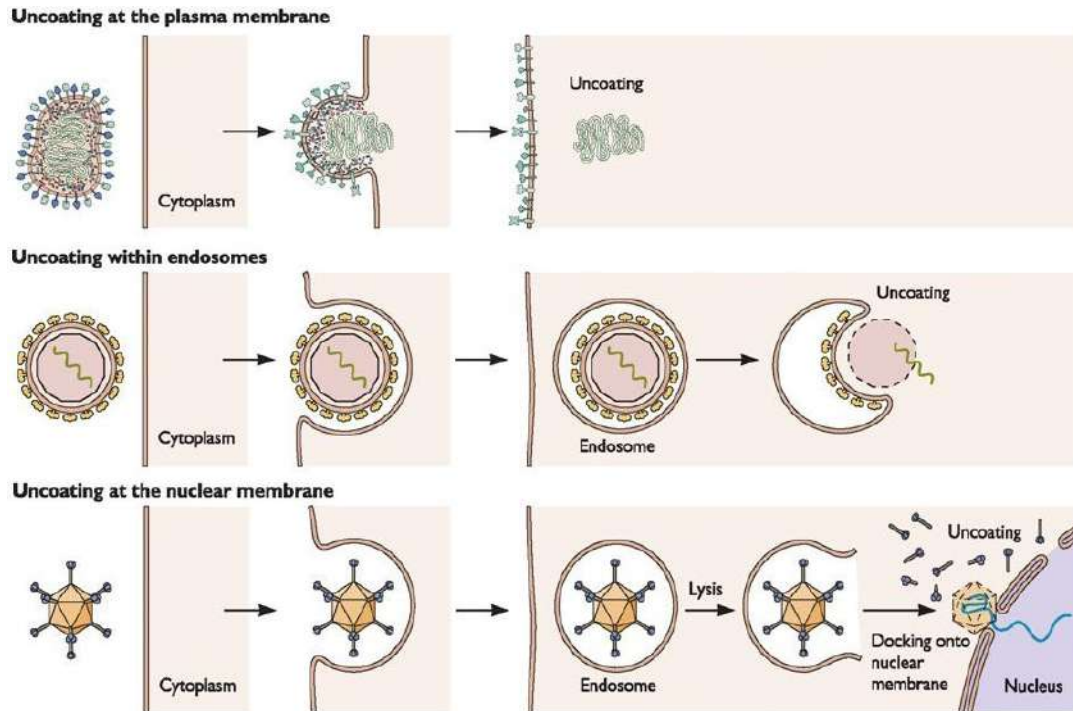 Uncoating at the plasma membrane
Uncoating
Cytoplasm
Uncoating within endosomes
Uncoating
Cytoplasm
Endosome
Uncoating at the nuclear membrane
Uncoating
Lysis
Docking onto
nuclear
membrane
Cytoplasm
Endosome
Nucleus